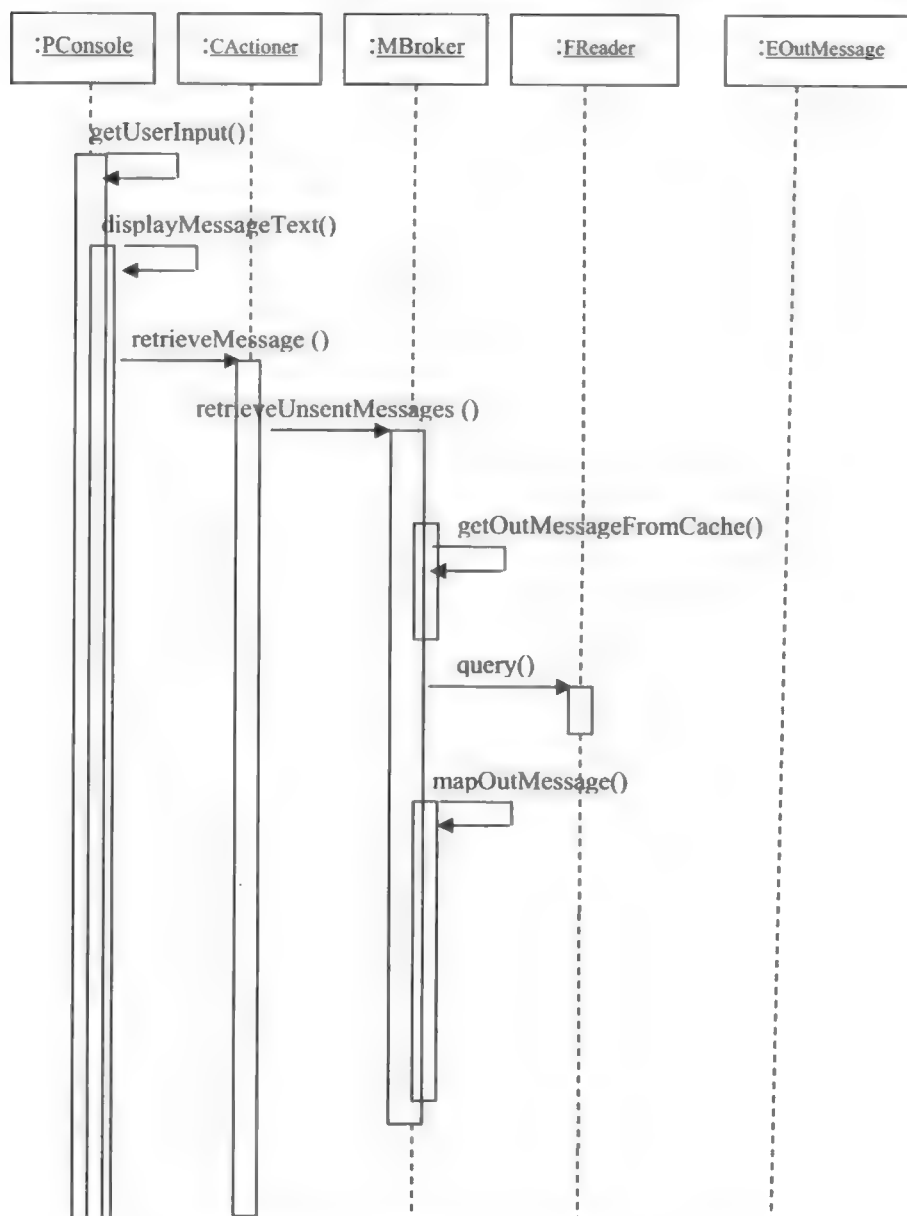 :PConsole
:CActioner
:MBroker
:FReader
:EOutMessage
getUserInput()
displayMessageText()
retrieveMessage ()
retrieveUnsentMessages ()
getOutMessageFromCache()
query()
mapOutMessage()